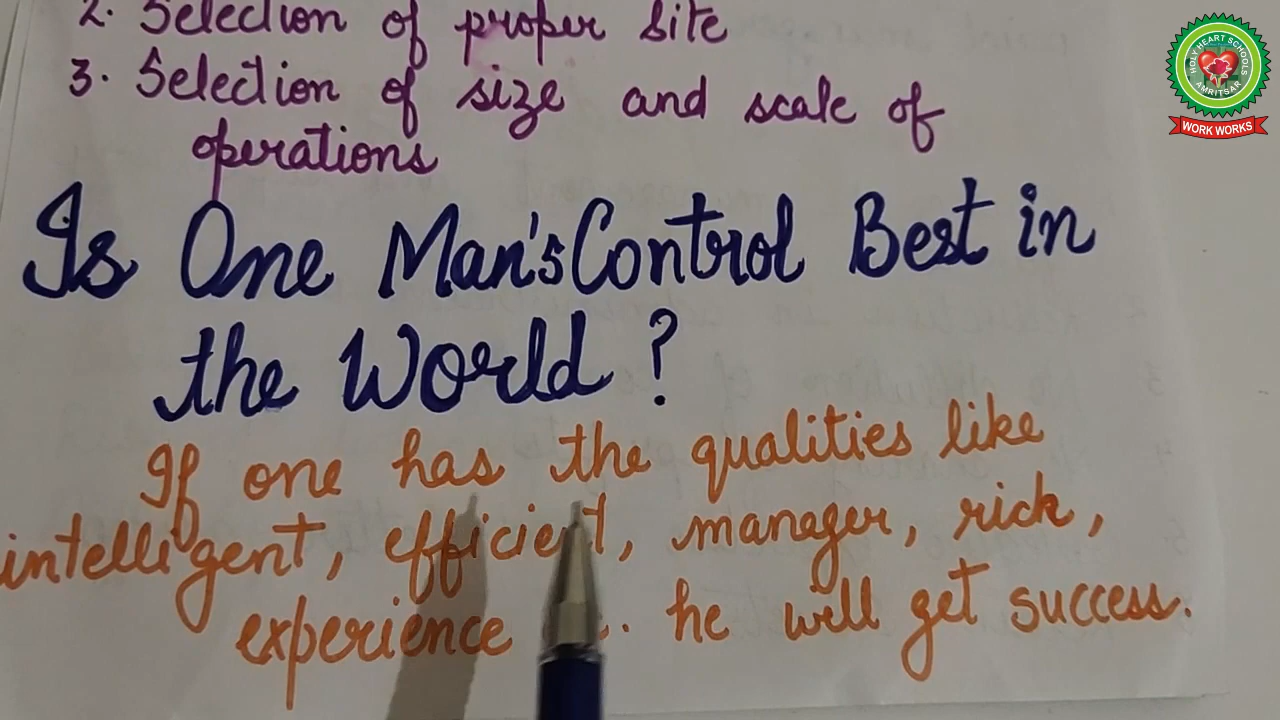 2. Selection of proper site
3. Selection of size and scale of
operations
Is One Man's Control Best in
the World ?
If one has the qualities like
intelligent, efficient, manager, rick,
experience .. he will get success.
HOLY HEART SCHOOLS
AMRITSAR
WORK WORKS